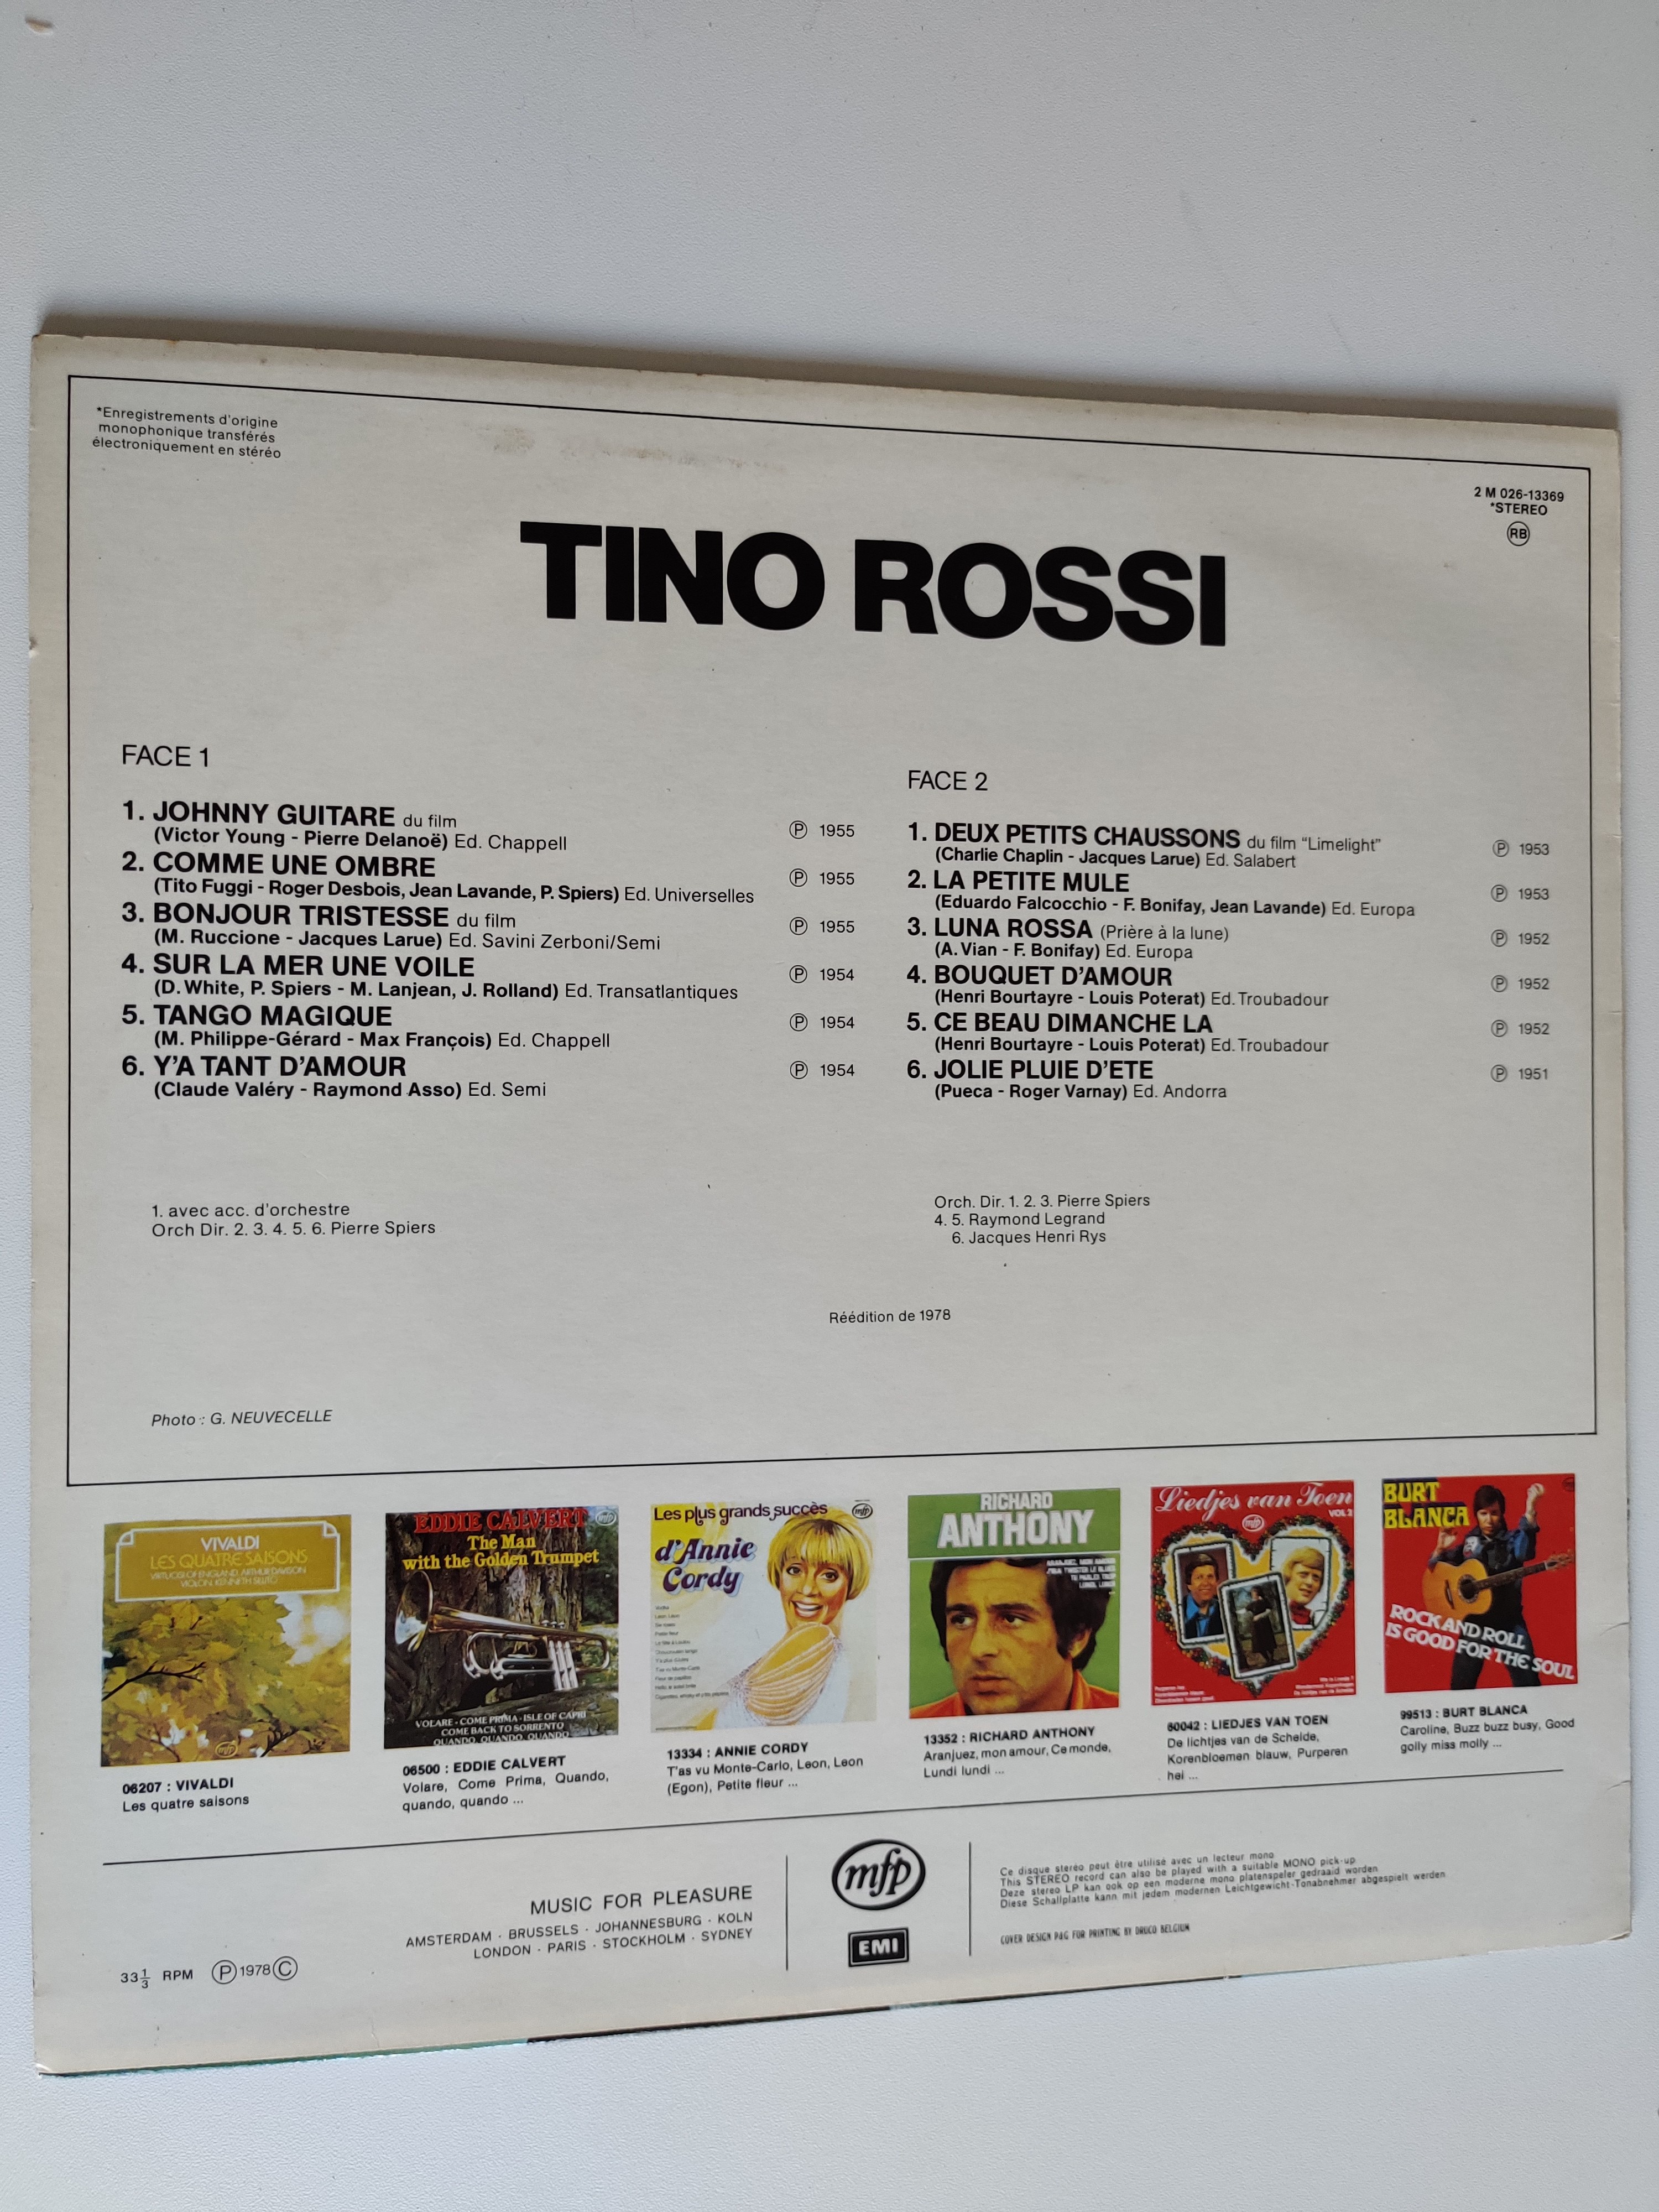 *Enregistrements d'origine
monophonique transférés
électroniquement en stéréo
2 M 026-13369
*STEREO
RB
TINO ROSSI
FACE 1
1. JOHNNY GUITARE du film
(Victor Young - Pierre Delanoë) Ed. Chappell
Ⓟ 1955
2. COMME UNE OMBRE
(Tito Fuggi - Roger Desbois, Jean Lavande, P. Spiers) Ed. Universelles
Ⓟ 1955
3. BONJOUR TRISTESSE du film
(M. Ruccione - Jacques Larue) Ed. Savini Zerboni/Semi
Ⓟ 1955
4. SUR LA MER UNE VOILE
(D. White, P. Spiers - M. Lanjean, J. Rolland) Ed. Transatlantiques
Ⓟ 1954
5. TANGO MAGIQUE
(M. Philippe-Gérard - Max François) Ed. Chappell
Ⓟ 1954
6. Y'A TANT D'AMOUR
(Claude Valéry - Raymond Asso) Ed. Semi
Ⓟ 1954
1. avec acc. d'orchestre
Orch Dir. 2. 3. 4. 5. 6. Pierre Spiers
FACE 2
1. DEUX PETITS CHAUSSONS du film "Limelight"
(Charlie Chaplin - Jacques Larue) Ed. Salabert
Ⓟ 1953
2. LA PETITE MULE
(Eduardo Falcocchio - F. Bonifay, Jean Lavande) Ed. Europa
Ⓟ 1953
3. LUNA ROSSA (Prière à la lune)
(A. Vian - F. Bonifay) Ed. Europa
Ⓟ 1952
4. BOUQUET D'AMOUR
(Henri Bourtayre - Louis Poterat) Ed. Troubadour
Ⓟ 1952
5. CE BEAU DIMANCHE LA
(Henri Bourtayre - Louis Poterat) Ed. Troubadour
Ⓟ 1952
6. JOLIE PLUIE D'ETE
(Pueca - Roger Varnay) Ed. Andorra
Ⓟ 1951
Orch. Dir. 1. 2. 3. Pierre Spiers
4. 5. Raymond Legrand
6. Jacques Henri Rys
Réédition de 1978
Photo : G. NEUVECELLE
VIVALDI
LES QUATRE SAISONS
VIRTUOSI OF ENGLAND, ARTHUR DAVISON
mfp
06207 : VIVALDI
Les quatre saisons
EDDIE CALVERT
mfp
The Man
with the Golden Trumpet
VOLARE - COME PRIMA - ISLE OF CAPRI
COME BACK TO SORRENTO
QUANDO, QUANDO, QUANDO
06500 : EDDIE CALVERT
Volare, Come Prima, Quando,
quando, quando ...
Les plus grands succès
mfp
d'Annie
Cordy
13334 : ANNIE CORDY
T'as vu Monte-Carlo, Leon, Leon
(Egon), Petite fleur ...
RICHARD
ANTHONY
13352 : RICHARD ANTHONY
Aranjuez, mon amour, Ce monde,
Lundi lundi ...
Liedjes van Toen
VOL 2
mfp
60042 : LIEDJES VAN TOEN
De lichtjes van de Schelde,
Korenbloemen blauw, Purperen
hei ...
BURT
BLANCA
ROCK AND ROLL
IS GOOD FOR THE SOUL
99513 : BURT BLANCA
Caroline, Buzz buzz busy, Good
golly miss molly ...
33 1/3 RPM Ⓟ 1978 Ⓒ
MUSIC FOR PLEASURE
AMSTERDAM · BRUSSELS · JOHANNESBURG · KOLN
LONDON · PARIS · STOCKHOLM · SYDNEY
mfp
EMI
Ce disque stereo peut être utilisé avec un lecteur mono
This STEREO record can also be played with a suitable MONO pick-up
Deze stereo LP kan ook op een moderne mono platenspeler gedraaid worden
Diese Schallplatte kann mit jedem modernen Leichtgewicht-Tonabnehmer abgespielt werden
COVER DESIGN P&G FOR PRINTING BY DRUCO BELGIUM